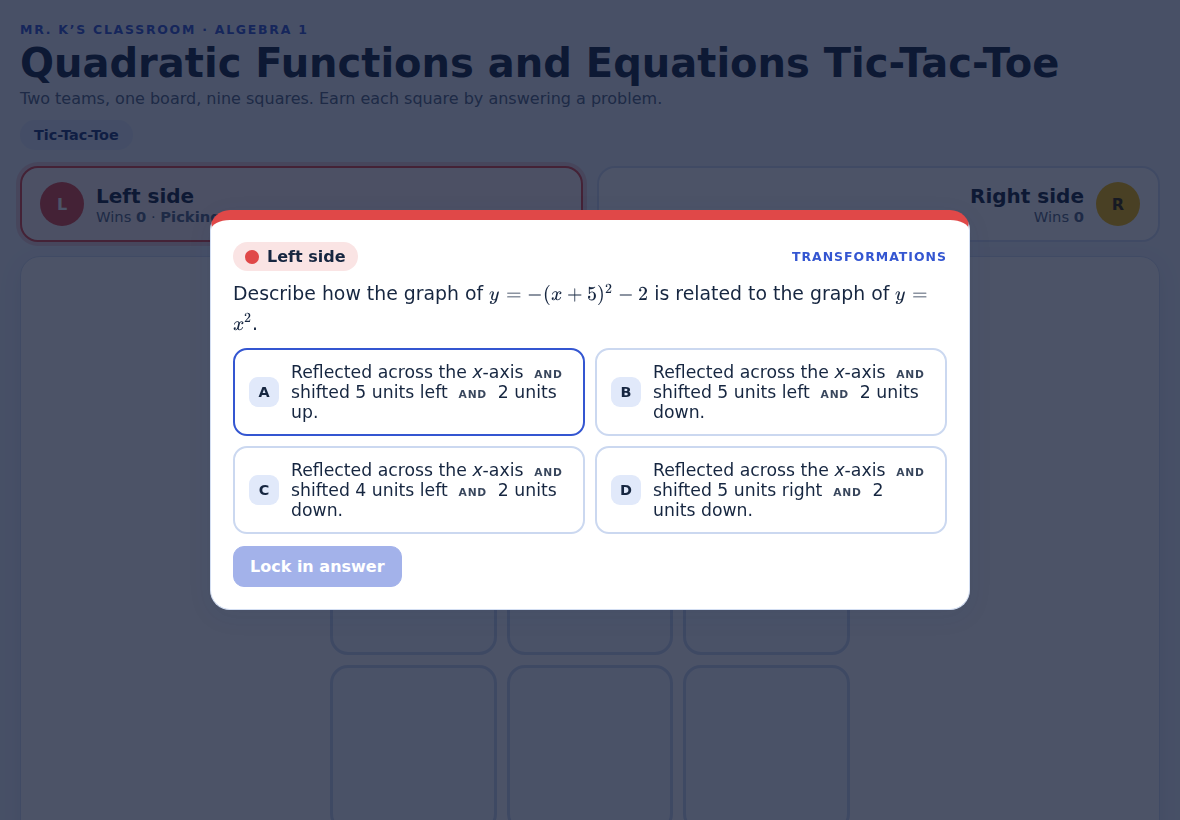 MR. K'S CLASSROOM · ALGEBRA 1
Quadratic Functions and Equations Tic-Tac-Toe
Two teams, one board, nine squares. Earn each square by answering a problem.
Tic-Tac-Toe
L
Left side
Wins 0 · Picking
Right side
Wins 0
R
Left side
TRANSFORMATIONS
Describe how the graph of y = −(x + 5)² − 2 is related to the graph of y =
x².
A
Reflected across the x-axis AND
shifted 5 units left AND 2 units
up.
B
Reflected across the x-axis AND
shifted 5 units left AND 2 units
down.
C
Reflected across the x-axis AND
shifted 4 units left AND 2 units
down.
D
Reflected across the x-axis AND
shifted 5 units right AND 2
units down.
Lock in answer